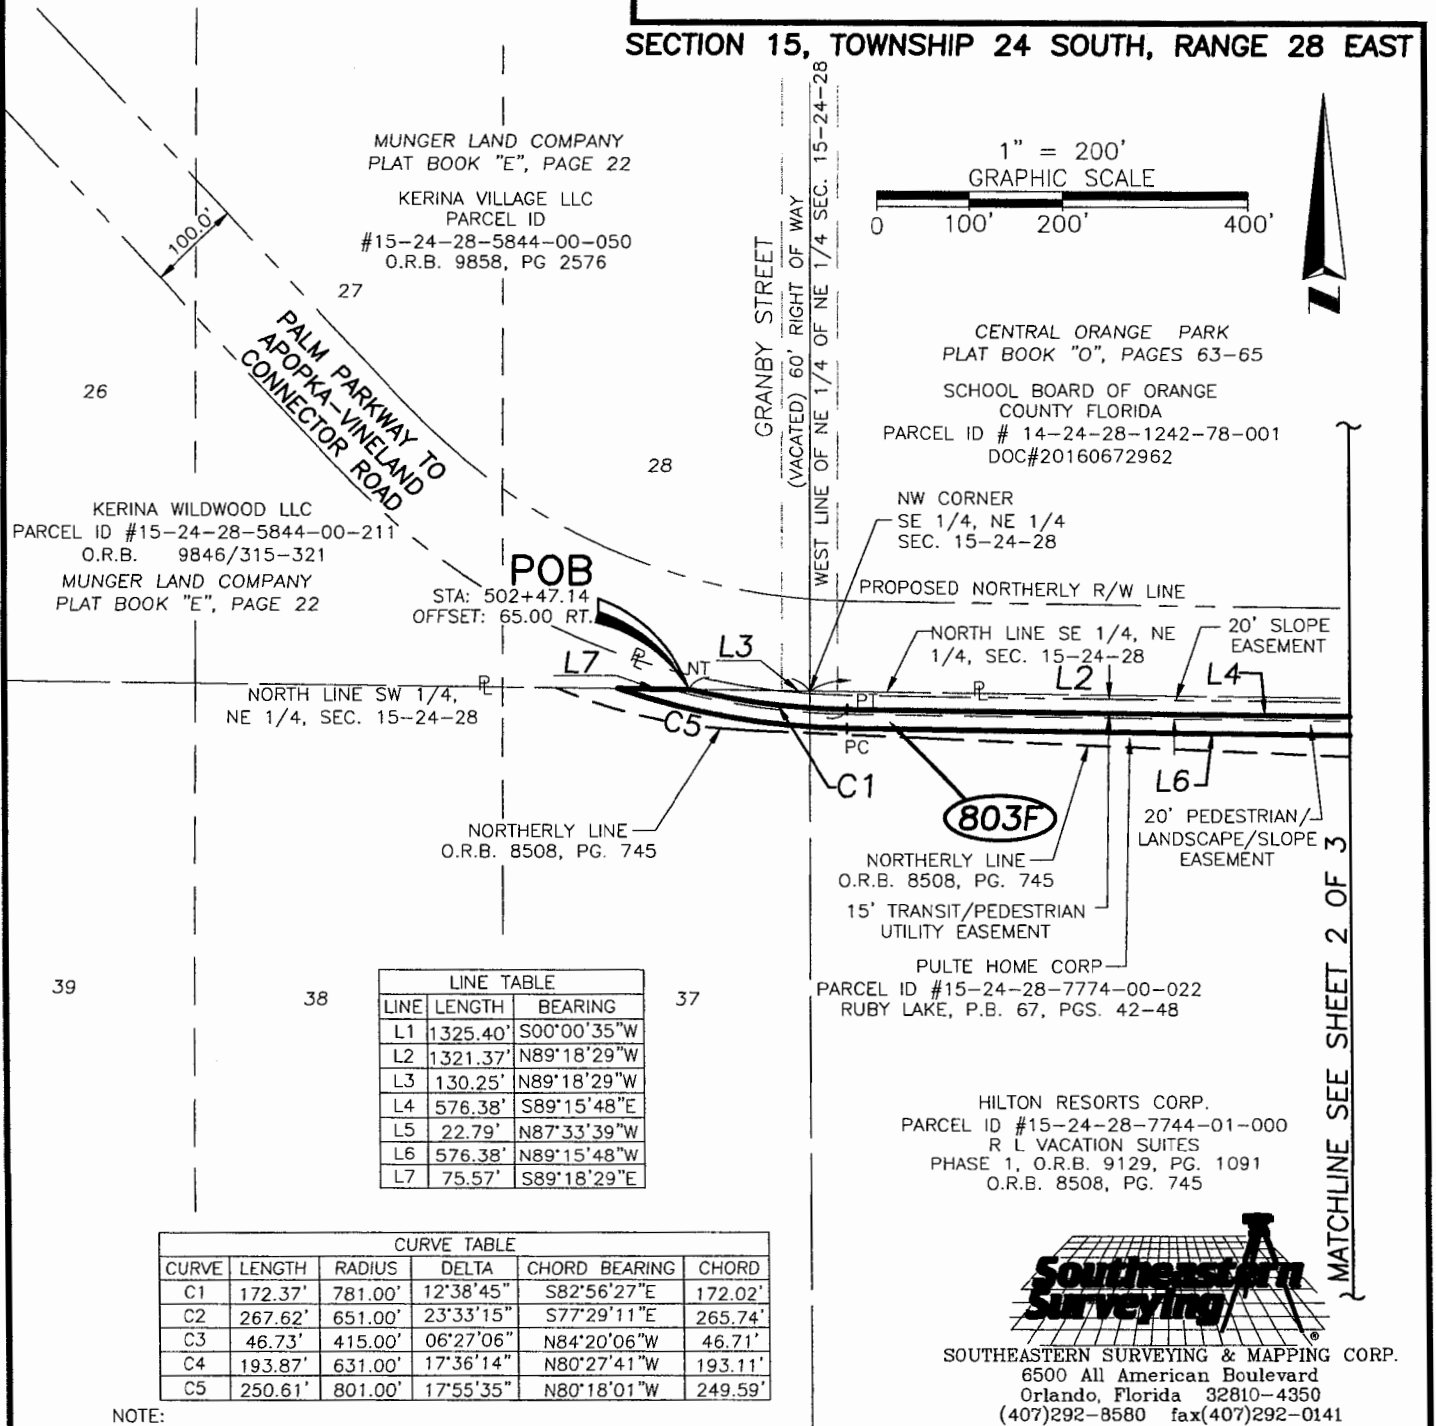 SECTION 15, TOWNSHIP 24 SOUTH, RANGE 28 EAST
MUNGER LAND COMPANY
PLAT BOOK "E", PAGE 22
KERINA VILLAGE LLC
PARCEL ID
#15-24-28-5844-00-050
O.R.B. 9858, PG 2576
100.0'
27
26
28
PALM PARKWAY TO
APOPKA-VINELAND
CONNECTOR ROAD
GRANBY STREET
(VACATED) 60' RIGHT OF WAY
WEST LINE OF NE 1/4 OF NE 1/4 SEC. 15-24-28
1" = 200'
GRAPHIC SCALE
0 100' 200' 400'
N
CENTRAL ORANGE PARK
PLAT BOOK "O", PAGES 63-65
SCHOOL BOARD OF ORANGE
COUNTY FLORIDA
PARCEL ID # 14-24-28-1242-78-001
DOC#20160672962
NW CORNER
SE 1/4, NE 1/4
SEC. 15-24-28
KERINA WILDWOOD LLC
PARCEL ID #15-24-28-5844-00-211
O.R.B. 9846/315-321
MUNGER LAND COMPANY
PLAT BOOK "E", PAGE 22
POB
STA: 502+47.14
OFFSET: 65.00 RT.
PROPOSED NORTHERLY R/W LINE
NORTH LINE SE 1/4, NE
1/4, SEC. 15-24-28
20' SLOPE
EASEMENT
L7
PL
NT
L3
PL
L2
L4
PL
NORTH LINE SW 1/4,
NE 1/4, SEC. 15-24-28
C5
PT
PC
C1
L6
803F
NORTHERLY LINE
O.R.B. 8508, PG. 745
NORTHERLY LINE
O.R.B. 8508, PG. 745
20' PEDESTRIAN/
LANDSCAPE/SLOPE
EASEMENT
15' TRANSIT/PEDESTRIAN
UTILITY EASEMENT
PULTE HOME CORP
PARCEL ID #15-24-28-7774-00-022
RUBY LAKE, P.B. 67, PGS. 42-48
MATCHLINE SEE SHEET 2 OF 3
39
38
37
LINE TABLE
LINE LENGTH BEARING
L1 1325.40' S00°00'35"W
L2 1321.37' N89°18'29"W
L3 130.25' N89°18'29"W
L4 576.38' S89°15'48"E
L5 22.79' N87°33'39"W
L6 576.38' N89°15'48"W
L7 75.57' S89°18'29"E
HILTON RESORTS CORP.
PARCEL ID #15-24-28-7744-01-000
R L VACATION SUITES
PHASE 1, O.R.B. 9129, PG. 1091
O.R.B. 8508, PG. 745
CURVE TABLE
CURVE LENGTH RADIUS DELTA CHORD BEARING CHORD
C1 172.37' 781.00' 12°38'45" S82°56'27"E 172.02'
C2 267.62' 651.00' 23°33'15" S77°29'11"E 265.74'
C3 46.73' 415.00' 06°27'06" N84°20'06"W 46.71'
C4 193.87' 631.00' 17°36'14" N80°27'41"W 193.11'
C5 250.61' 801.00' 17°55'35" N80°18'01"W 249.59'
NOTE:
Southeastern
Surveying
®
SOUTHEASTERN SURVEYING & MAPPING CORP.
6500 All American Boulevard
Orlando, Florida 32810-4350
(407)292-8580 fax(407)292-0141